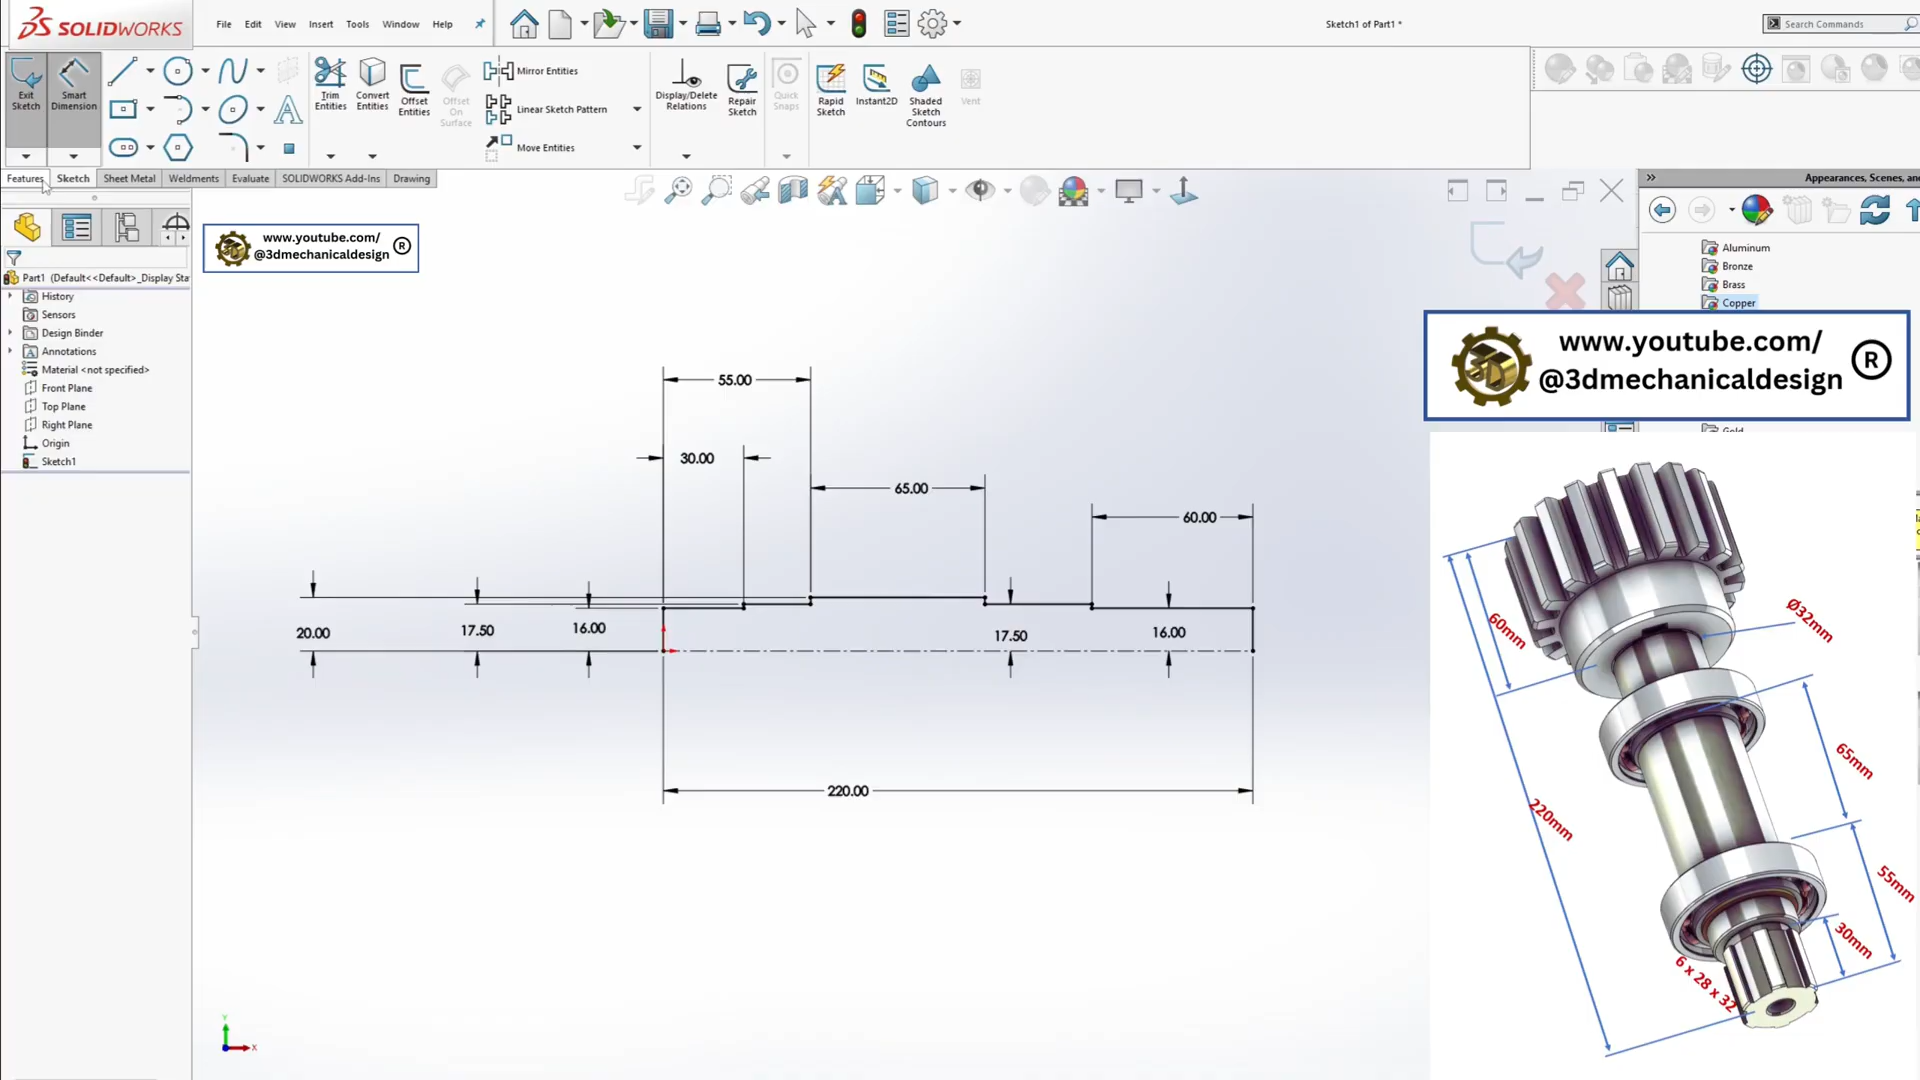 SOLIDWORKS
File Edit View Insert Tools Window Help
Sketch1 of Part1 *
Search Commands
Exit Sketch
Smart Dimension
Trim Entities
Convert Entities
Offset Entities
Offset On Surface
Mirror Entities
Linear Sketch Pattern
Move Entities
Display/Delete Relations
Repair Sketch
Quick Snaps
Rapid Sketch
Instant2D
Shaded Sketch Contours
Vent
Features Sketch Sheet Metal Weldments Evaluate SOLIDWORKS Add-Ins Drawing
Appearances, Scenes, an
Part1 (Default<<Default>_Display Sta
History
Sensors
Design Binder
Annotations
Material <not specified>
Front Plane
Top Plane
Right Plane
Origin
Sketch1
www.youtube.com/
@3dmechanicaldesign ®
Aluminum
Bronze
Brass
Copper
www.youtube.com/
@3dmechanicaldesign ®
Gold
55.00
30.00
65.00
60.00
20.00
17.50
16.00
17.50
16.00
220.00
Y
X
60mm
Ø32mm
65mm
220mm
55mm
30mm
6 x 28 x 32